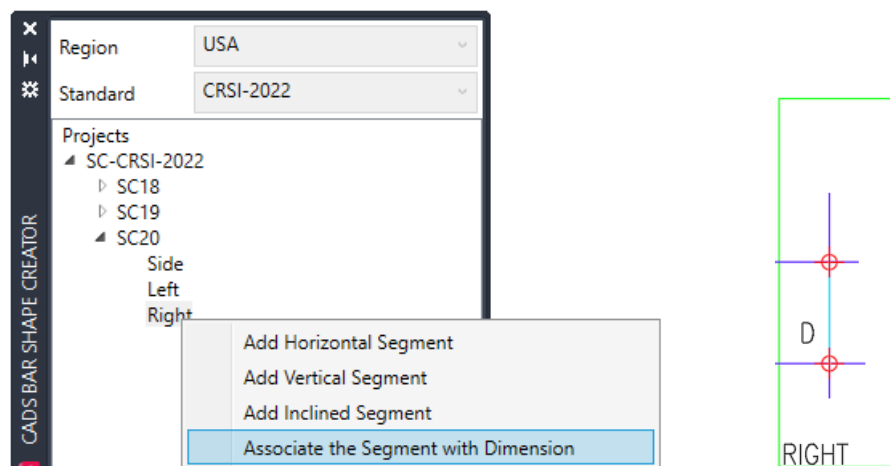 Region USA
Standard CRSI-2022
Projects
SC-CRSI-2022
SC18
SC19
SC20
Side
Left
Right
Add Horizontal Segment
Add Vertical Segment
Add Inclined Segment
Associate the Segment with Dimension
CADS BAR SHAPE CREATOR
D
RIGHT